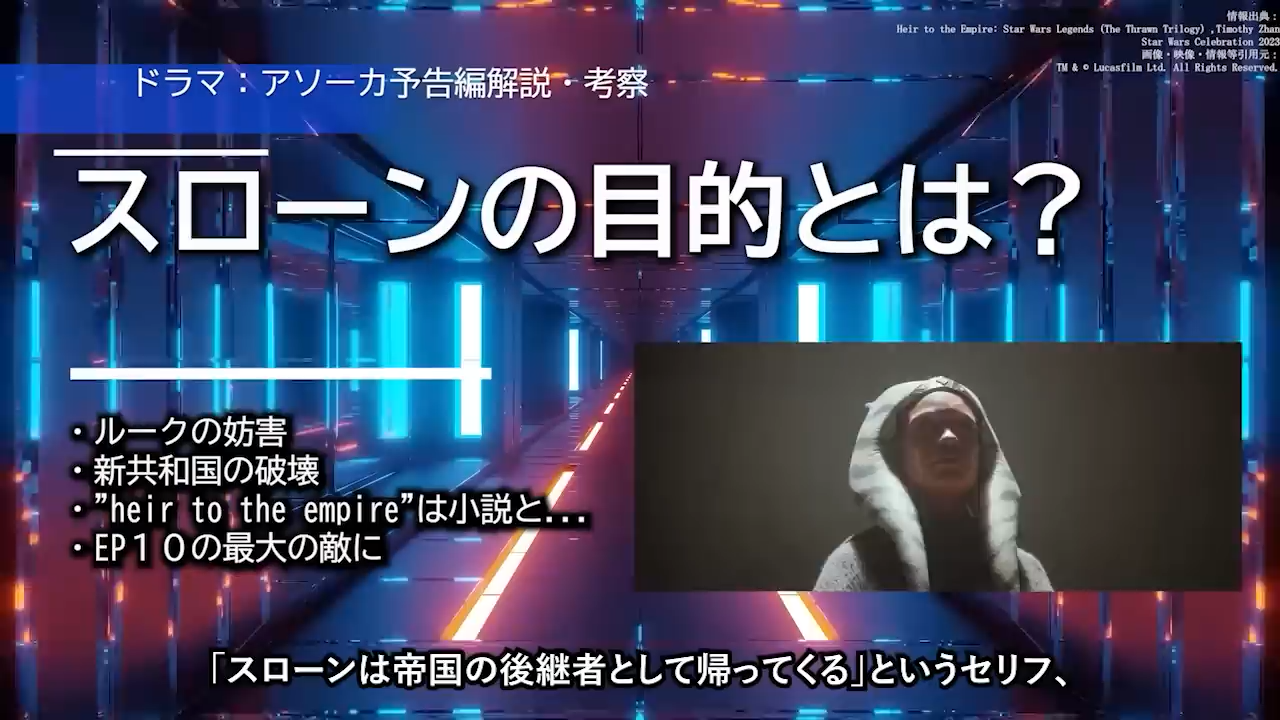 情報出典：
Heir to the Empire: Star Wars Legends (The Thrawn Trilogy) ,Timothy Zhan
Star Wars Celebration 2023
画像・映像・情報等引用元：
TM & © Lucasfilm Ltd. All Rights Reserved.
ドラマ：アソーカ予告編解説・考察
スローンの目的とは？
・ルークの妨害
・新共和国の破壊
・”heir to the empire”は小説と...
・EP１０の最大の敵に
「スローンは帝国の後継者として帰ってくる」というセリフ、